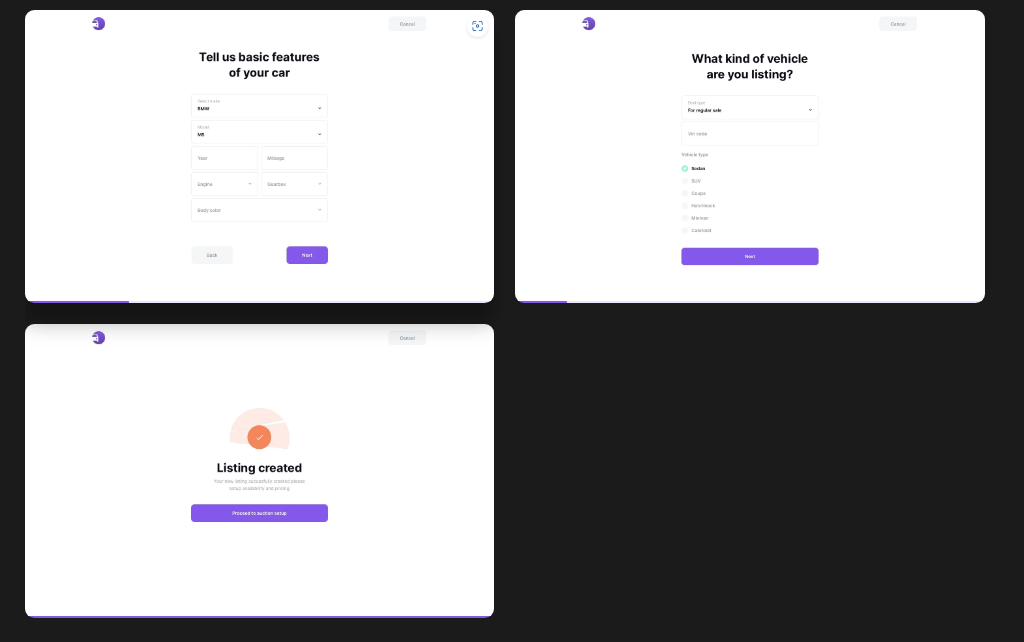 Cancel
Tell us basic features
of your car
Select make
BMW
Model
M5
Year
Mileage
Engine
Gearbox
Body color
Back
Next
Cancel
What kind of vehicle
are you listing?
For regular sale
Vin code
Vehicle type
Sedan
SUV
Coupe
Hatchback
Minivan
Cabriolet
Next
Cancel
Listing created
Your new listing successfully created please
setup availability and pricing
Proceed to auction setup